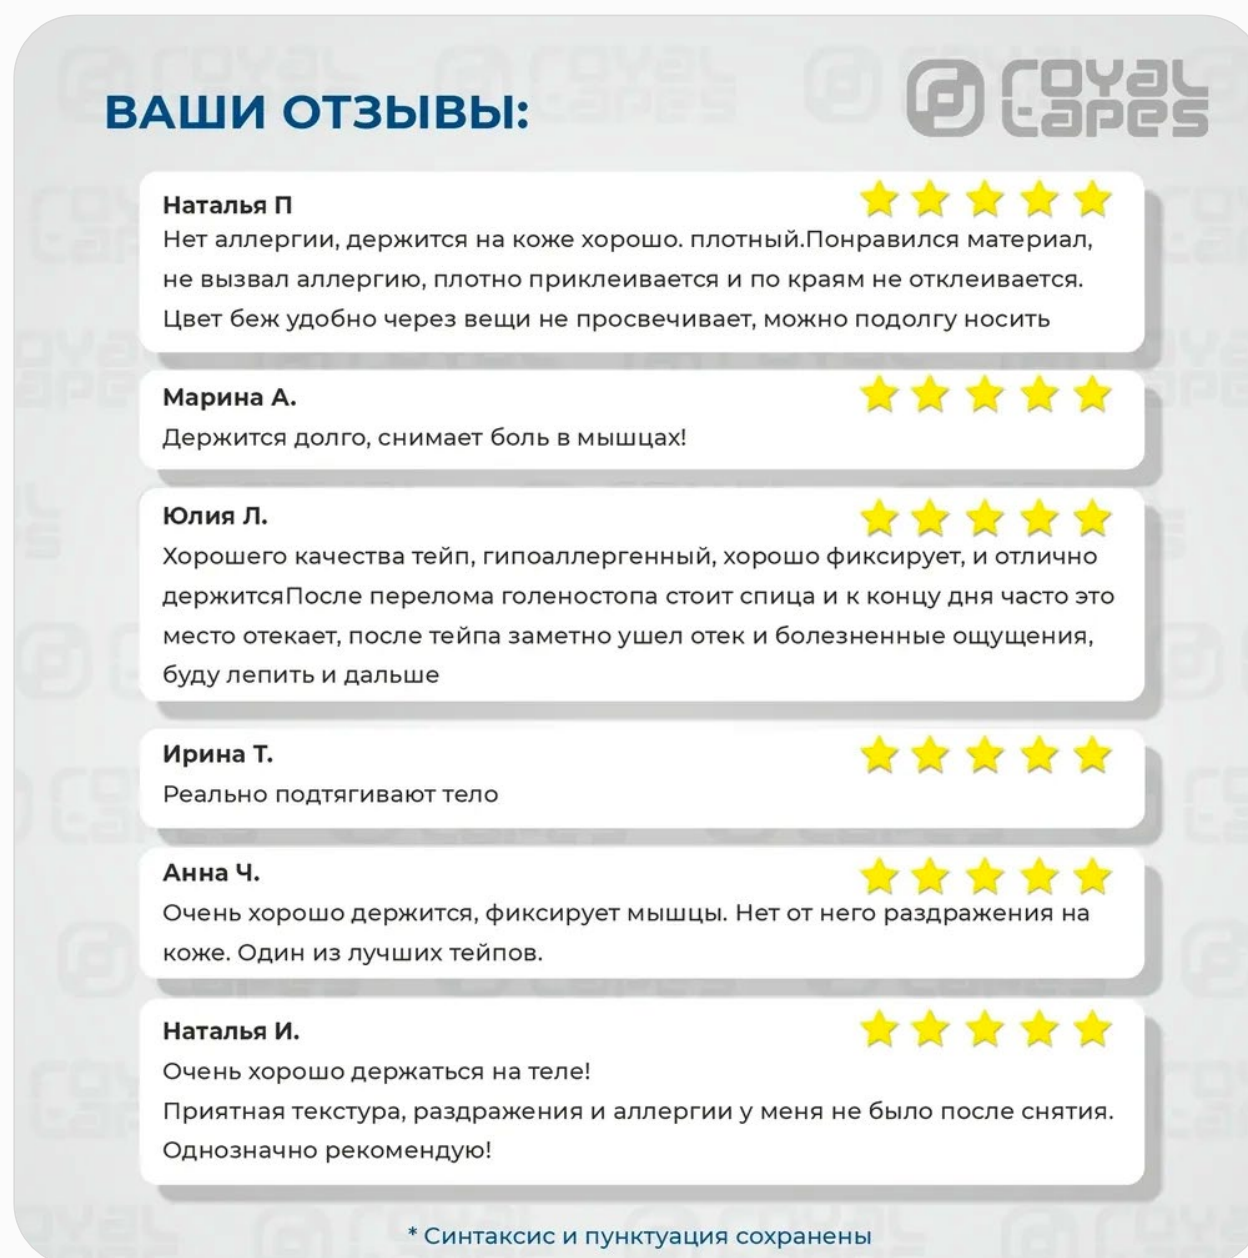 ВАШИ ОТЗЫВЫ:
royal
tapes
Наталья П
Нет аллергии, держится на коже хорошо. плотный.Понравился материал,
не вызвал аллергию, плотно приклеивается и по краям не отклеивается.
Цвет беж удобно через вещи не просвечивает, можно подолгу носить
Марина А.
Держится долго, снимает боль в мышцах!
Юлия Л.
Хорошего качества тейп, гипоаллергенный, хорошо фиксирует, и отлично
держитсяПосле перелома голеностопа стоит спица и к концу дня часто это
место отекает, после тейпа заметно ушел отек и болезненные ощущения,
буду лепить и дальше
Ирина Т.
Реально подтягивают тело
Анна Ч.
Очень хорошо держится, фиксирует мышцы. Нет от него раздражения на
коже. Один из лучших тейпов.
Наталья И.
Очень хорошо держаться на теле!
Приятная текстура, раздражения и аллергии у меня не было после снятия.
Однозначно рекомендую!
* Синтаксис и пунктуация сохранены